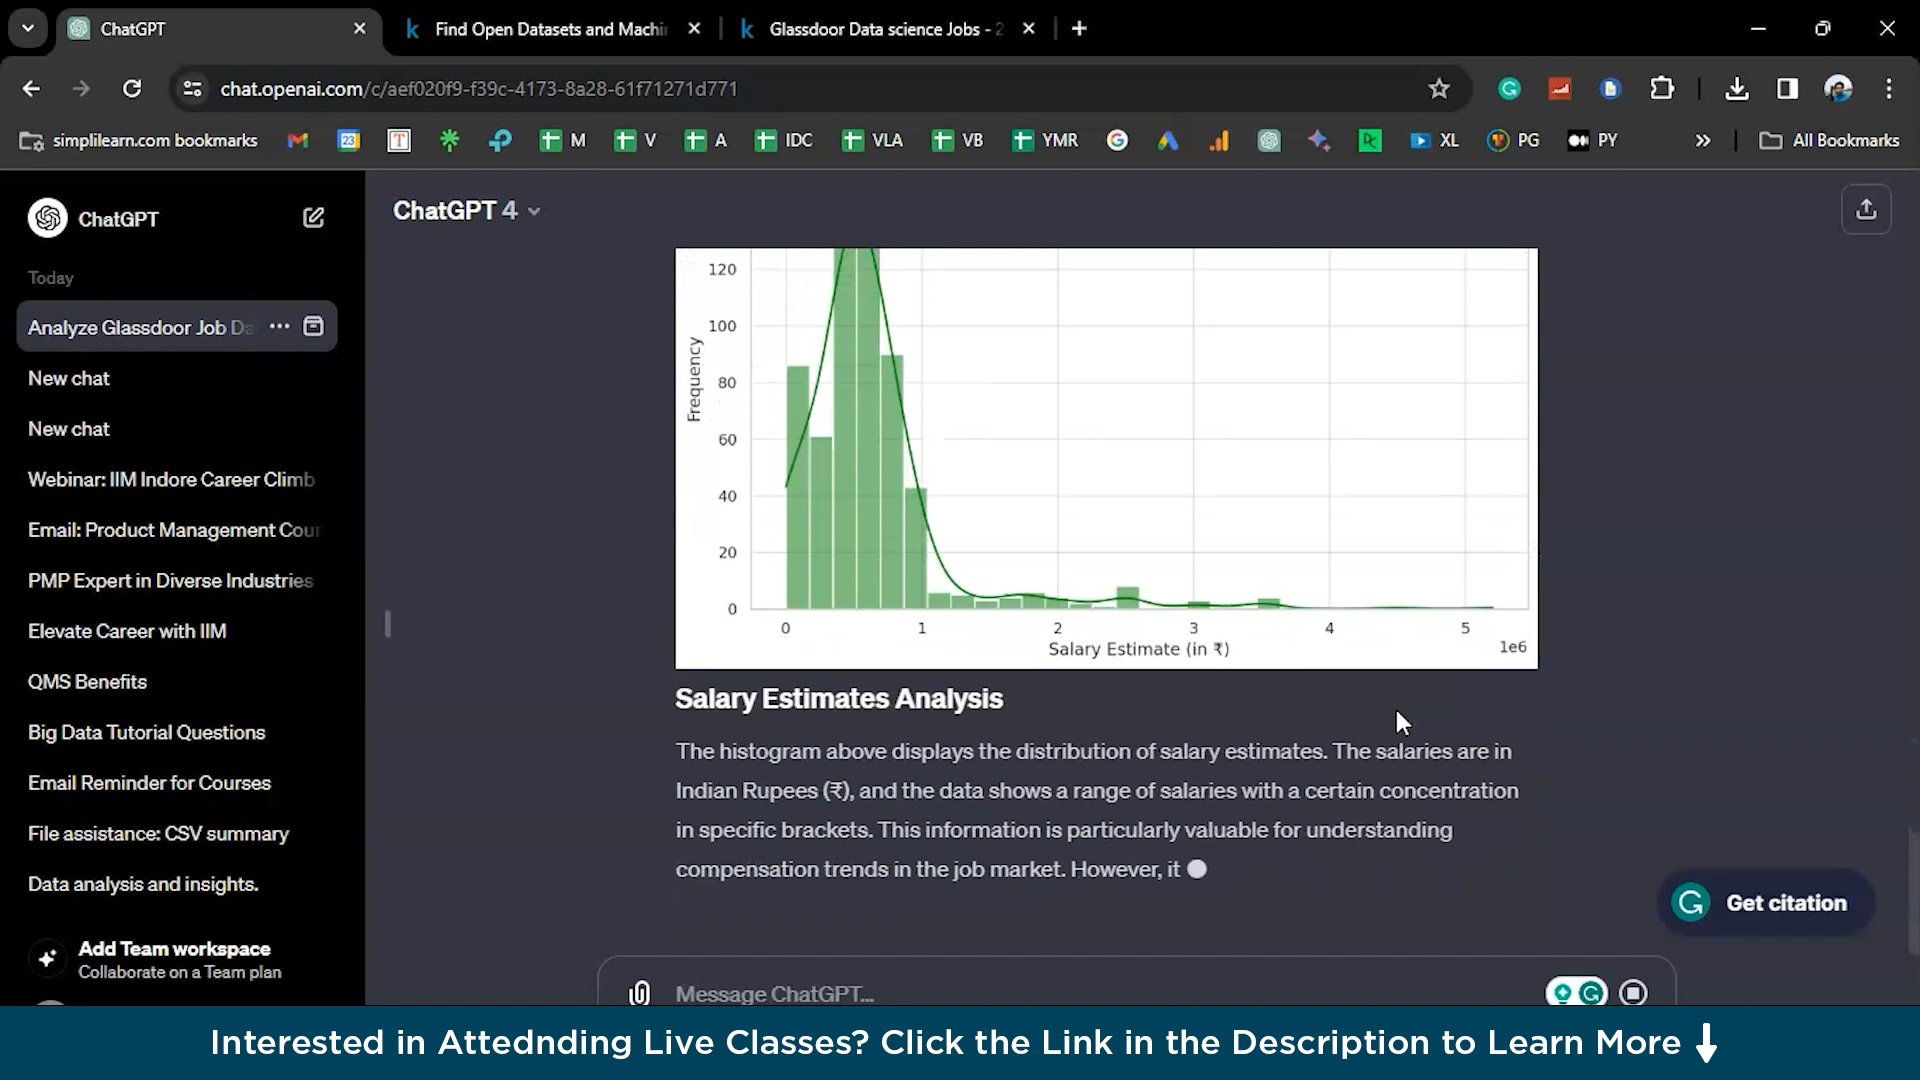 ChatGPT
Find Open Datasets and Machi
Glassdoor Data science Jobs - 2
chat.openai.com/c/aef020f9-f39c-4173-8a28-61f71271d771
simplilearn.com bookmarks
23
T
M
V
A
IDC
VLA
VB
YMR
XL
PG
PY
All Bookmarks
ChatGPT
ChatGPT 4
Today
Analyze Glassdoor Job Da
New chat
New chat
Webinar: IIM Indore Career Climb
Email: Product Management Cour
PMP Expert in Diverse Industries
Elevate Career with IIM
QMS Benefits
Big Data Tutorial Questions
Email Reminder for Courses
File assistance: CSV summary
Data analysis and insights.
Add Team workspace
Collaborate on a Team plan
120
100
80
60
40
20
0
Frequency
0 1 2 3 4 5
1e6
Salary Estimate (in ₹)
Salary Estimates Analysis
The histogram above displays the distribution of salary estimates. The salaries are in
Indian Rupees (₹), and the data shows a range of salaries with a certain concentration
in specific brackets. This information is particularly valuable for understanding
compensation trends in the job market. However, it
Get citation
Message ChatGPT...
Interested in Attednding Live Classes? Click the Link in the Description to Learn More